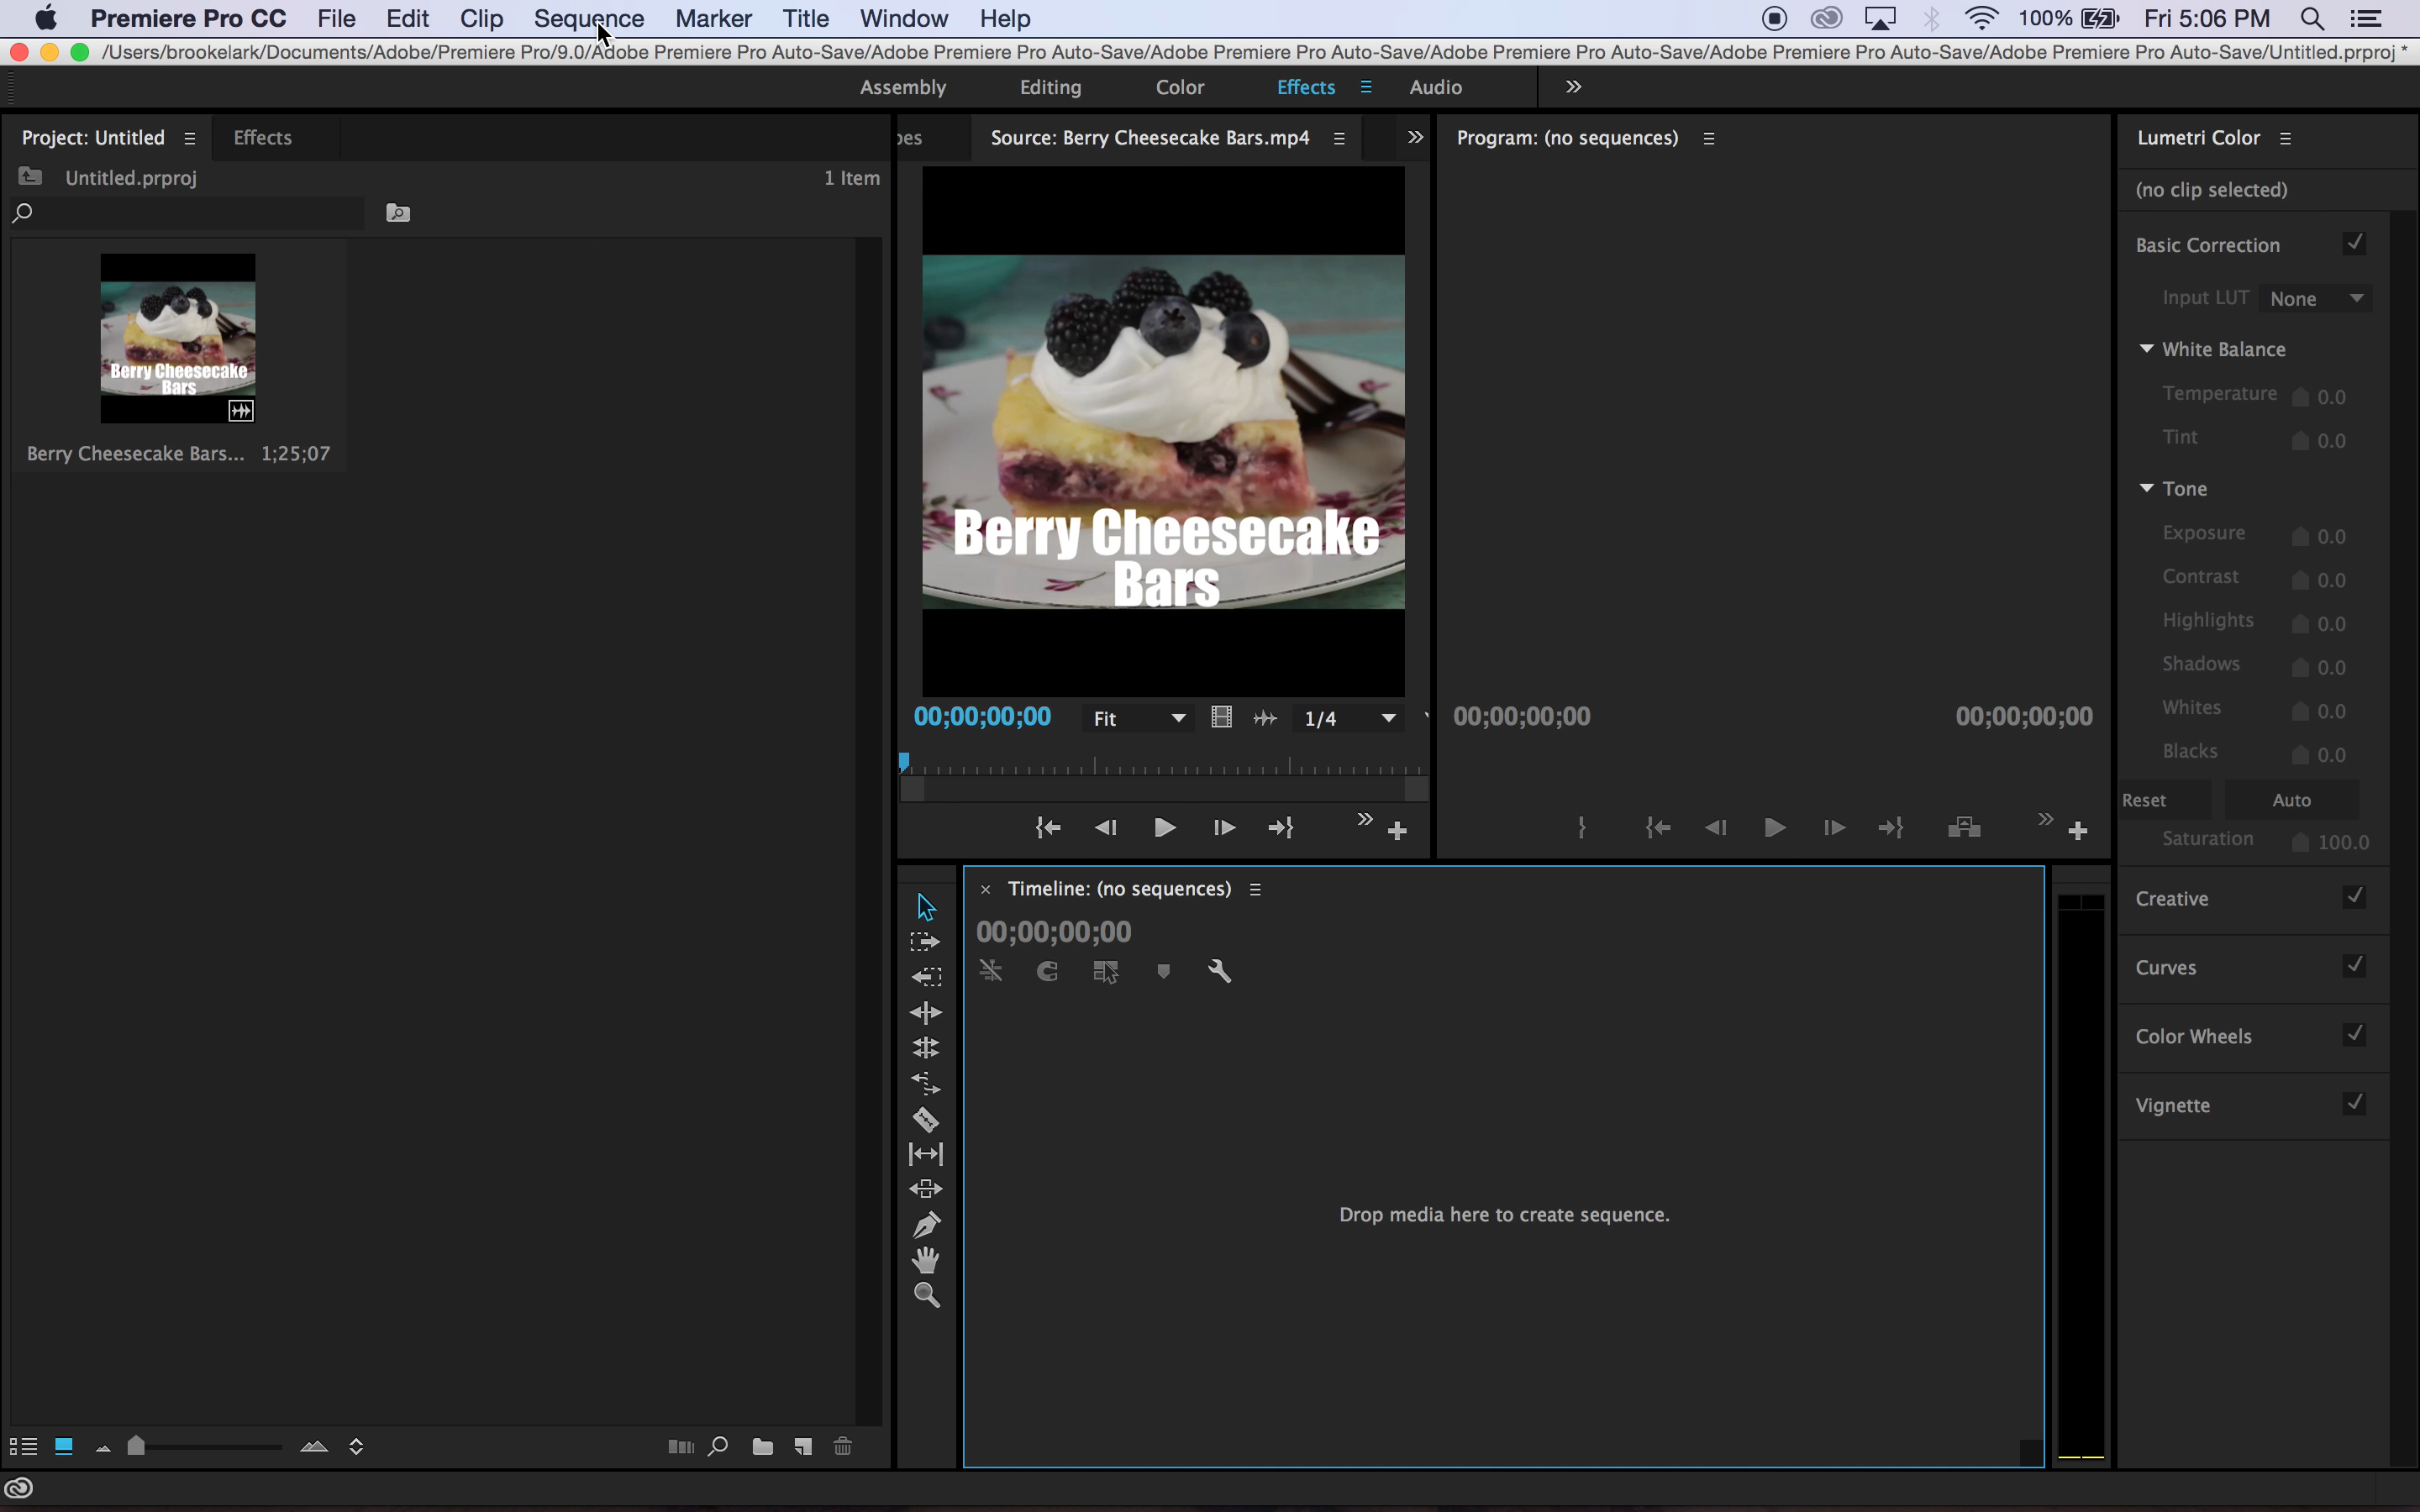 Premiere Pro CC File Edit Clip Sequence Marker Title Window Help 100% Fri 5:06 PM
/Users/brookelark/Documents/Adobe/Premiere Pro/9.0/Adobe Premiere Pro Auto-Save/Adobe Premiere Pro Auto-Save/Adobe Premiere Pro Auto-Save/Adobe Premiere Pro Auto-Save/Adobe Premiere Pro Auto-Save/Adobe Premiere Pro Auto-Save/Untitled.prproj *
Assembly Editing Color Effects Audio
Project: Untitled Effects
Untitled.prproj 1 Item
Berry Cheesecake
Bars
Berry Cheesecake Bars... 1;25;07
pes Source: Berry Cheesecake Bars.mp4
Berry Cheesecake
Bars
00;00;00;00 Fit 1/4
Program: (no sequences)
00;00;00;00 00;00;00;00
Timeline: (no sequences)
00;00;00;00
Drop media here to create sequence.
Lumetri Color
(no clip selected)
Basic Correction
Input LUT None
White Balance
Temperature 0.0
Tint 0.0
Tone
Exposure 0.0
Contrast 0.0
Highlights 0.0
Shadows 0.0
Whites 0.0
Blacks 0.0
Reset Auto
Saturation 100.0
Creative
Curves
Color Wheels
Vignette